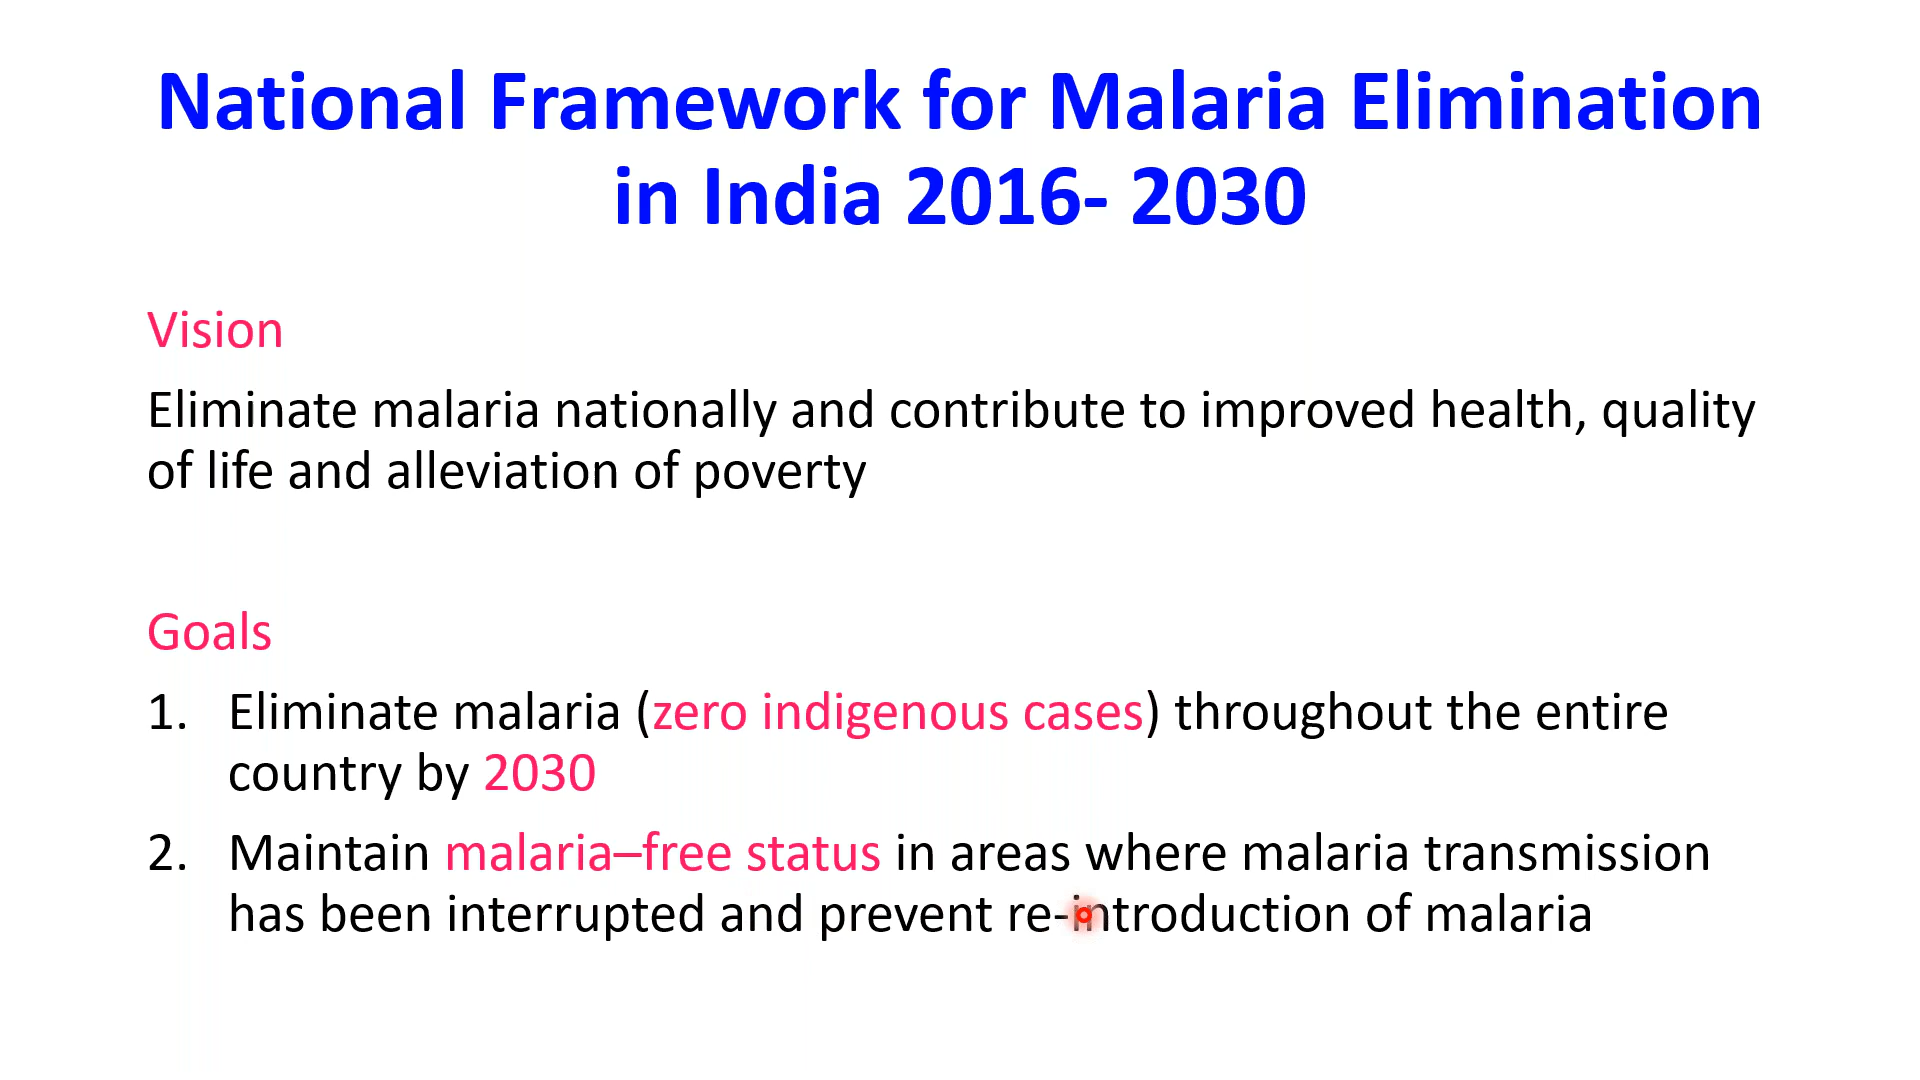 National Framework for Malaria Elimination
in India 2016- 2030
Vision
Eliminate malaria nationally and contribute to improved health, quality
of life and alleviation of poverty
Goals
1. Eliminate malaria (zero indigenous cases) throughout the entire
country by 2030
2. Maintain malaria–free status in areas where malaria transmission
has been interrupted and prevent re-introduction of malaria